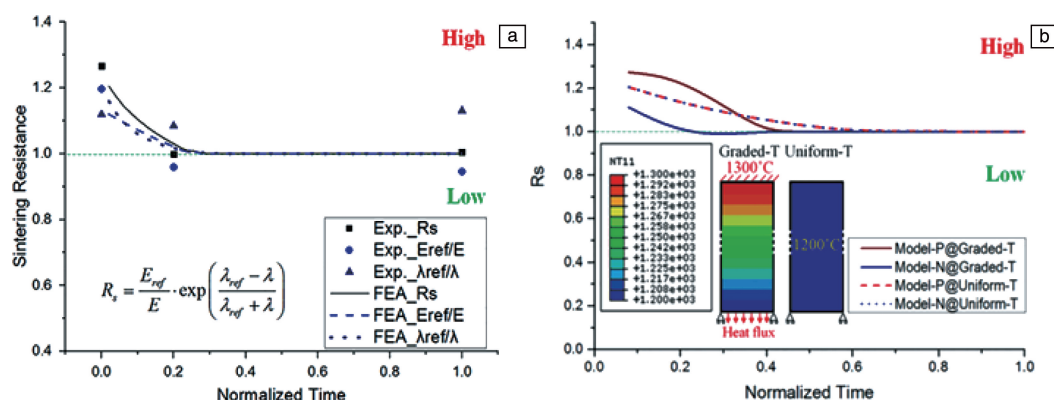 a
High
1.4
1.2
1.0
0.8
0.6
0.4
Sintering Resistance
Low
Exp._Rs
Exp._Eref/E
Exp._λref/λ
FEA_Rs
FEA_Eref/E
FEA_λref/λ
R_s = E_ref/E · exp((λ_ref − λ)/(λ_ref + λ))
0.0 0.2 0.4 0.6 0.8 1.0
Normalized Time
b
High
1.4
1.2
1.0
0.8
0.6
0.4
0.2
0.0
Rs
Low
Graded-T Uniform-T
1300°C
NT11
+1.300e+03
+1.292e+03
+1.283e+03
+1.275e+03
+1.267e+03
+1.258e+03
+1.250e+03
+1.242e+03
+1.233e+03
+1.225e+03
+1.217e+03
+1.208e+03
+1.200e+03
1200°C
Heat flux
Model-P@Graded-T
Model-N@Graded-T
Model-P@Uniform-T
Model-N@Uniform-T
0.0 0.2 0.4 0.6 0.8 1.0
Normalized Time